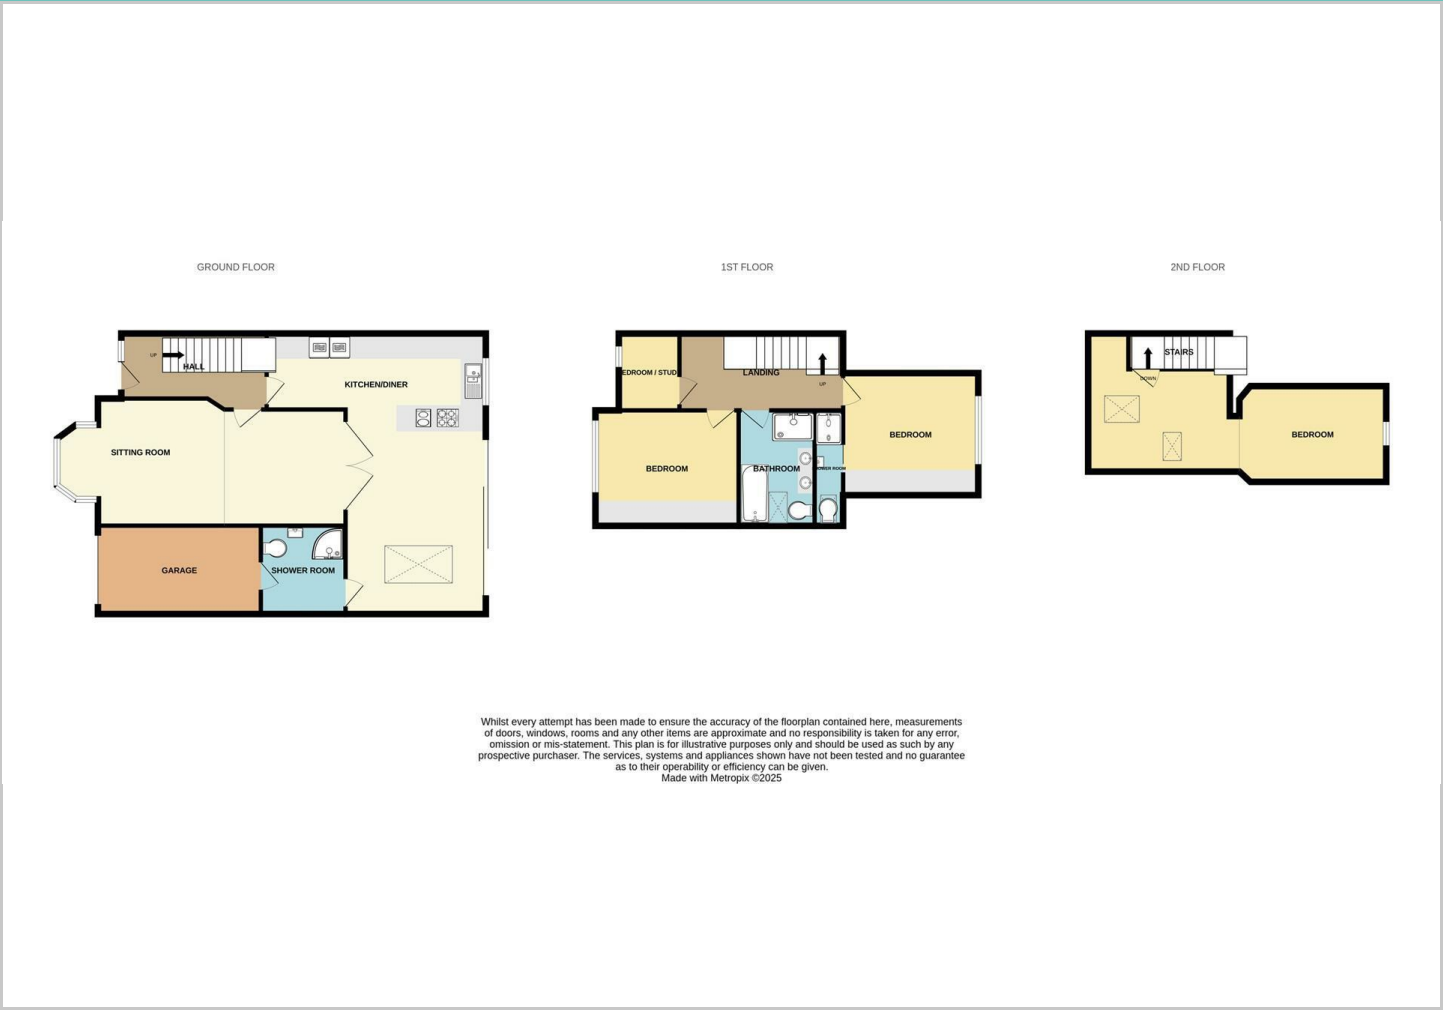 GROUND FLOOR
1ST FLOOR
2ND FLOOR
UP
HALL
KITCHEN/DINER
SITTING ROOM
GARAGE
SHOWER ROOM
EDROOM / STUD
LANDING
UP
BEDROOM
BEDROOM
BATHROOM
OWER ROOM
STAIRS
DOWN
BEDROOM
Whilst every attempt has been made to ensure the accuracy of the floorplan contained here, measurements
of doors, windows, rooms and any other items are approximate and no responsibility is taken for any error,
omission or mis-statement. This plan is for illustrative purposes only and should be used as such by any
prospective purchaser. The services, systems and appliances shown have not been tested and no guarantee
as to their operability or efficiency can be given.
Made with Metropix ©2025